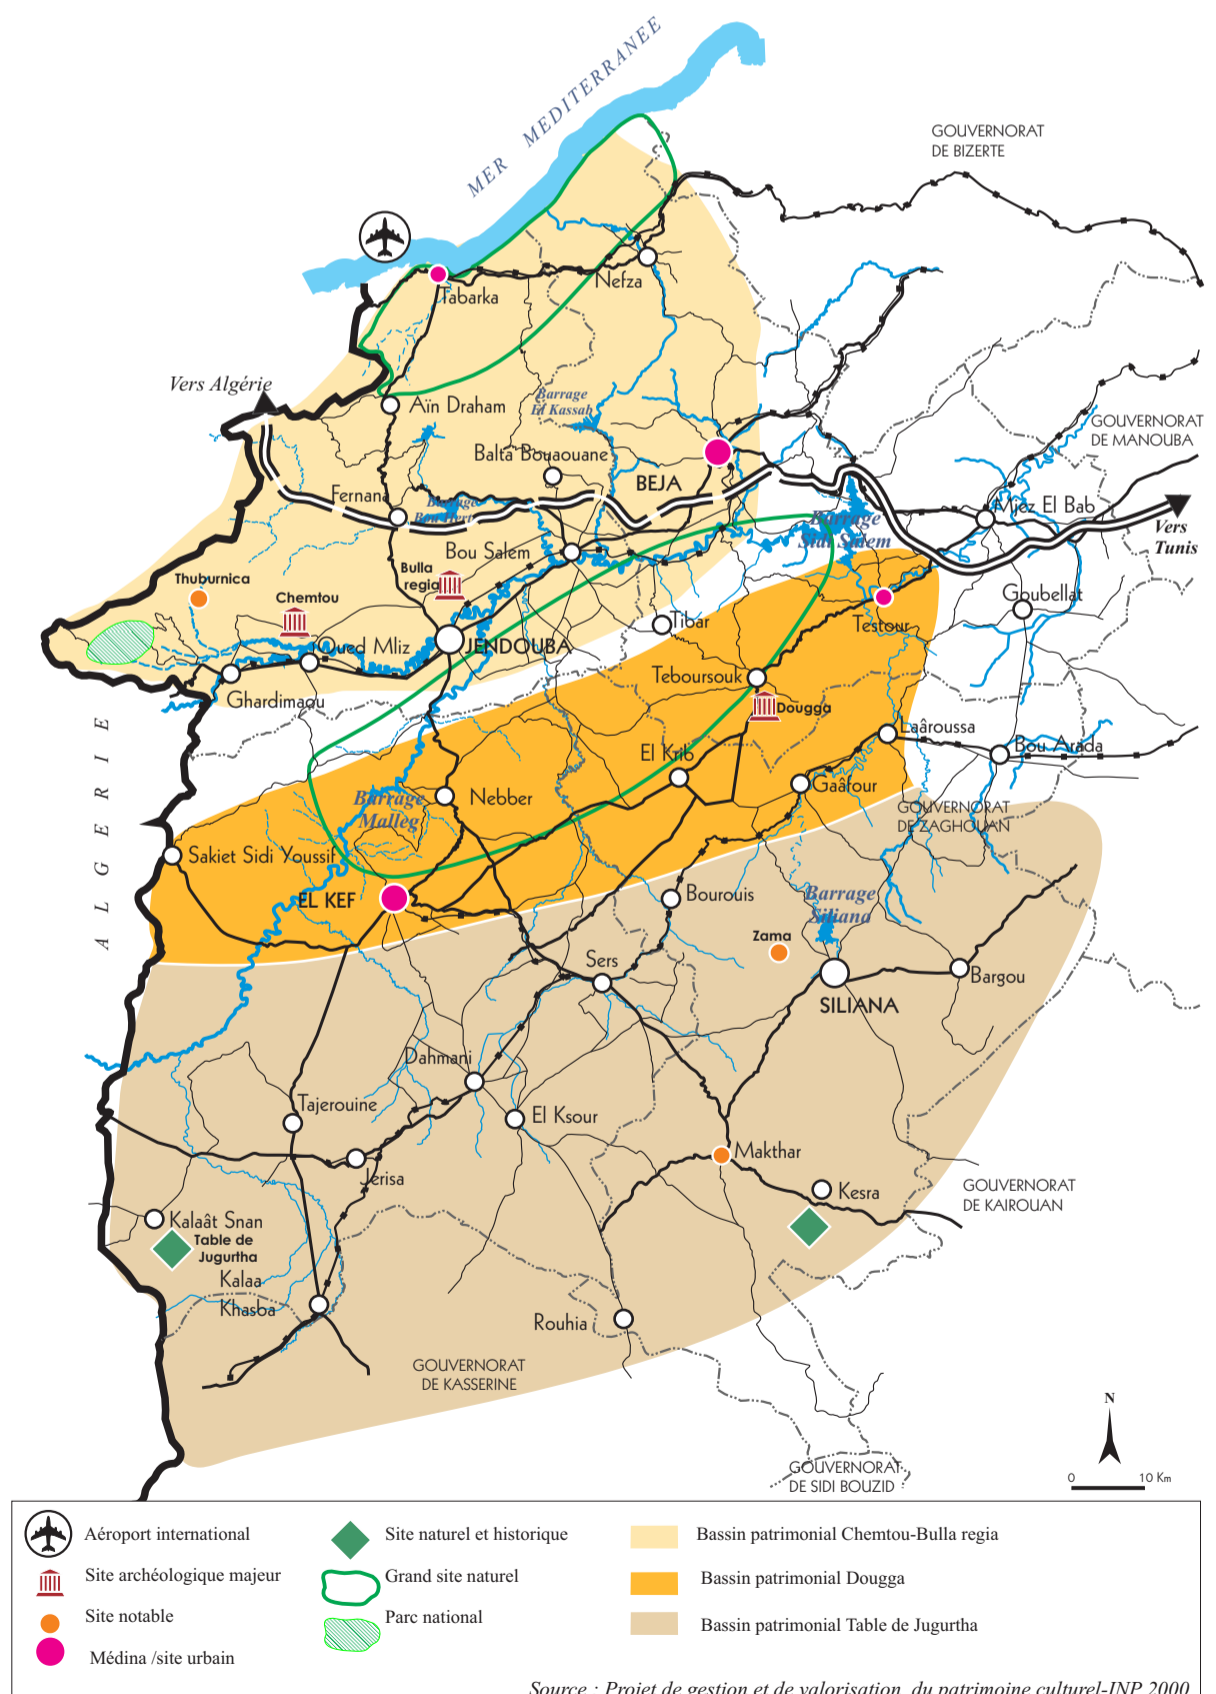 MER MEDITERRANEE
GOUVERNORAT
DE BIZERTE
Nefza
Tabarka
Vers Algérie
Aïn Draham
Barrage
El Kassab
GOUVERNORAT
DE MANOUBA
Balta Bouaouane
BEJA
Fernana
Barrage
Mjez El Bab
Barrage
Sidi Salem
Vers
Tunis
Bou Salem
Bulla
regia
Thuburnica
Chemtou
Goubellat
Testour
Tibar
Oued Mliz
JENDOUBA
Teboursouk
Ghardimaou
Dougga
Laâroussa
Bou Arada
El Krib
Gaâfour
Nebber
Barrage
Malleg
GOUVERNORAT
DE ZAGHOUAN
ALGERIE
Sakiet Sidi Youssif
EL KEF
Bourouis
Barrage
Siliana
Zama
Sers
Bargou
SILIANA
Dahmani
Tajerouine
El Ksour
Makthar
Jerisa
Kesra
GOUVERNORAT
DE KAIROUAN
Kalaât Snan
Table de
Jugurtha
Kalaa
Khasba
Rouhia
GOUVERNORAT
DE KASSERINE
GOUVERNORAT
DE SIDI BOUZID
N
0 10 Km
Aéroport international
Site archéologique majeur
Site notable
Médina /site urbain
Site naturel et historique
Grand site naturel
Parc national
Bassin patrimonial Chemtou-Bulla regia
Bassin patrimonial Dougga
Bassin patrimonial Table de Jugurtha
Source : Projet de gestion et de valorisation du patrimoine culturel-INP 2000